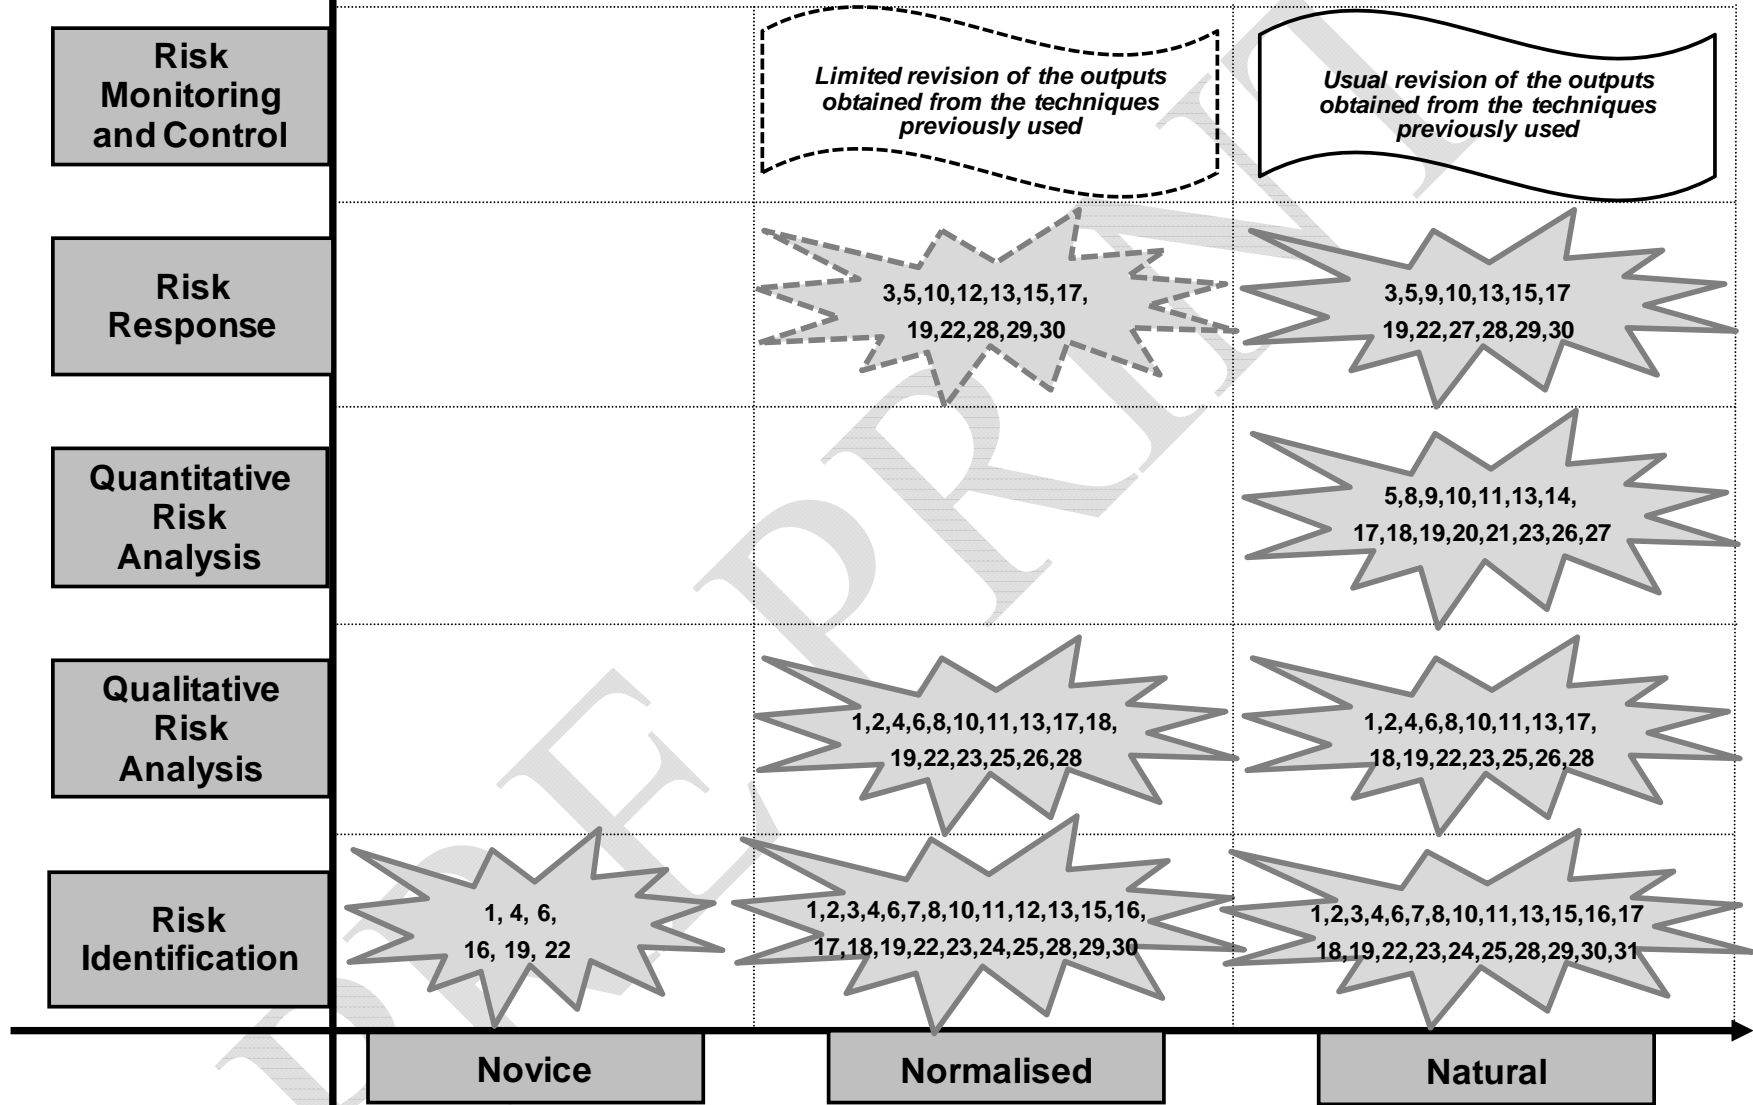 Risk
Monitoring
and Control
Limited revision of the outputs
obtained from the techniques
previously used
Usual revision of the outputs
obtained from the techniques
previously used
Risk
Response
3,5,10,12,13,15,17,
19,22,28,29,30
3,5,9,10,13,15,17
19,22,27,28,29,30
Quantitative
Risk
Analysis
5,8,9,10,11,13,14,
17,18,19,20,21,23,26,27
Qualitative
Risk
Analysis
1,2,4,6,8,10,11,13,17,18,
19,22,23,25,26,28
1,2,4,6,8,10,11,13,17,
18,19,22,23,25,26,28
Risk
Identification
1, 4, 6,
16, 19, 22
1,2,3,4,6,7,8,10,11,12,13,15,16,
17,18,19,22,23,24,25,28,29,30
1,2,3,4,6,7,8,10,11,13,15,16,17
18,19,22,23,24,25,28,29,30,31
Novice
Normalised
Natural
PRE PRINT